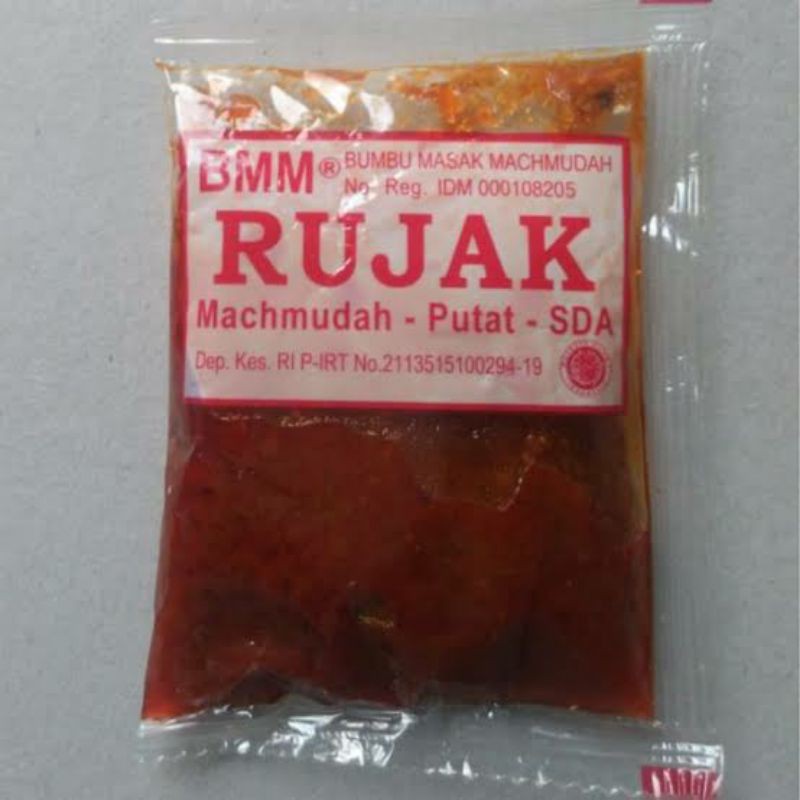 BMM® BUMBU MASAK MACHMUDAH
No. Reg. IDM 000108205
RUJAK
Machmudah - Putat - SDA
Dep. Kes. RI P-IRT No.2113515100294-19